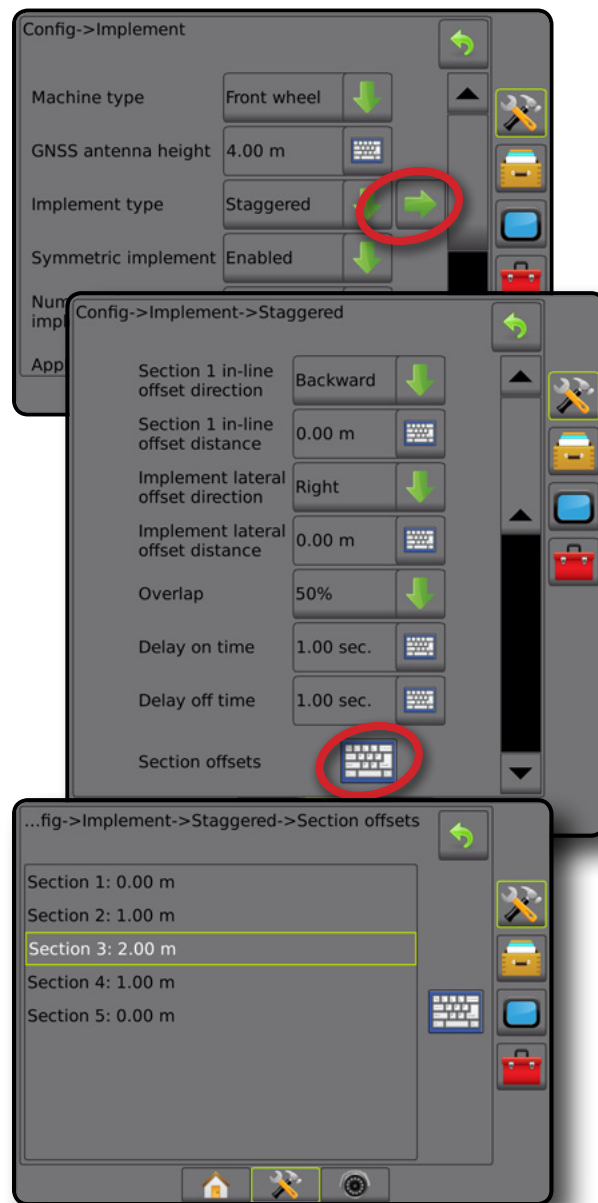 Config->Implement
Machine type Front wheel
GNSS antenna height 4.00 m
Implement type Staggered
Symmetric implement Enabled
Config->Implement->Staggered
Section 1 in-line
offset direction Backward
Section 1 in-line
offset distance 0.00 m
Implement lateral
offset direction Right
Implement lateral
offset distance 0.00 m
Overlap 50%
Delay on time 1.00 sec.
Delay off time 1.00 sec.
Section offsets
...fig->Implement->Staggered->Section offsets
Section 1: 0.00 m
Section 2: 1.00 m
Section 3: 2.00 m
Section 4: 1.00 m
Section 5: 0.00 m